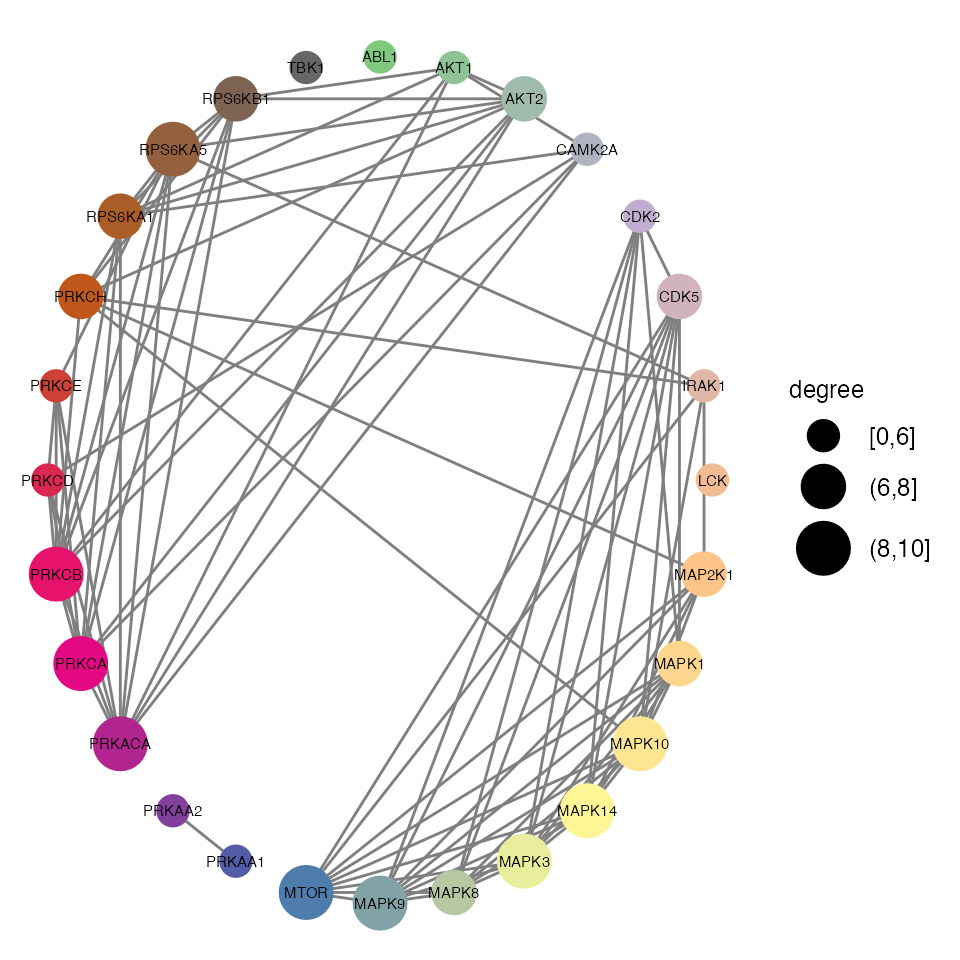 ABL1
TBK1
AKT1
RPS6KB1
AKT2
RPS6KA5
CAMK2A
RPS6KA1
CDK2
PRKCH
CDK5
PRKCE
IRAK1
degree
[0,6]
PRKCD
LCK
(6,8]
(8,10]
PRKCB
MAP2K1
PRKCA
MAPK1
PRKACA
MAPK10
PRKAA2
MAPK14
PRKAA1
MAPK3
MTOR
MAPK8
MAPK9